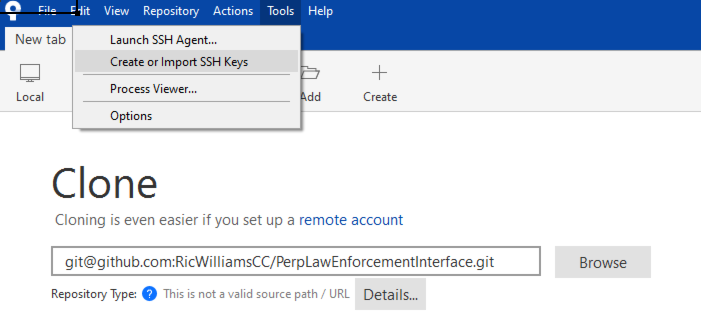 File Edit View Repository Actions Tools Help
New tab
Launch SSH Agent...
Create or Import SSH Keys
Process Viewer...
Options
Local
Add
Create
Clone
Cloning is even easier if you set up a remote account
git@github.com:RicWilliamsCC/PerpLawEnforcementInterface.git
Browse
Repository Type: ? This is not a valid source path / URL Details...